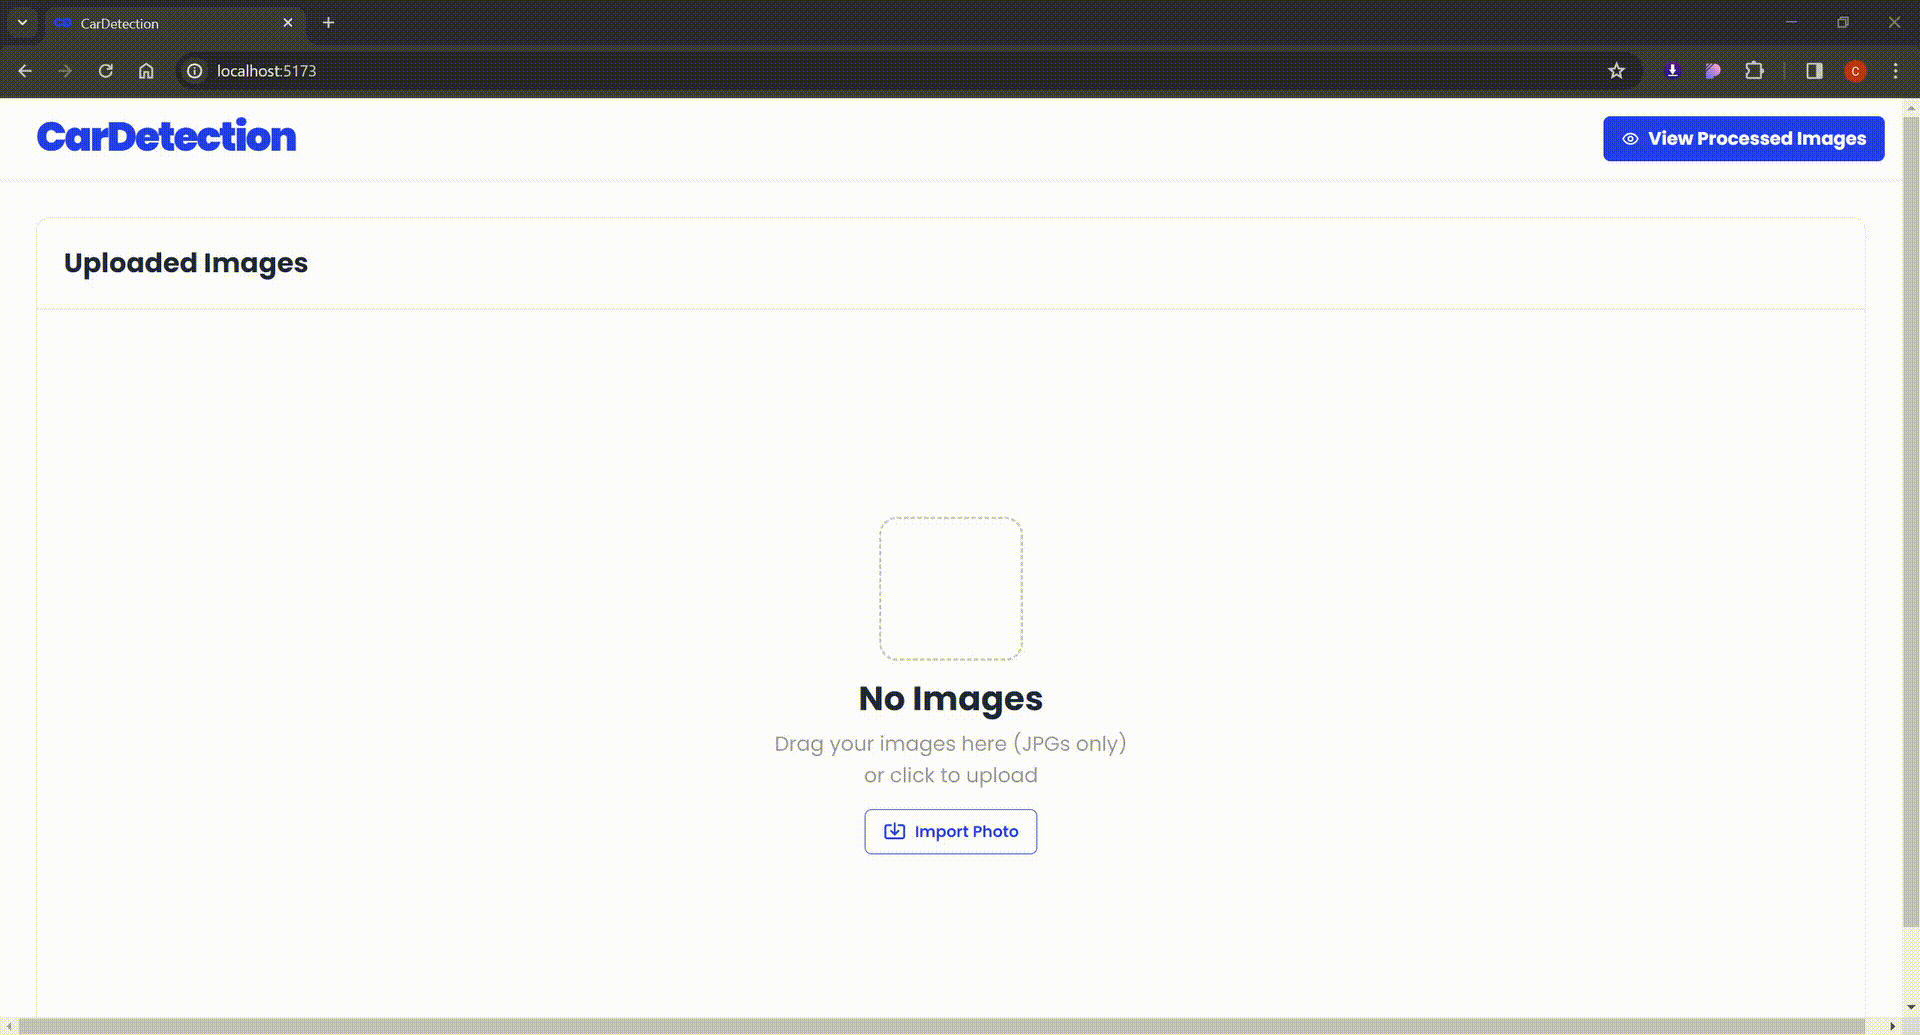 CD CarDetection
localhost:5173
C
CarDetection
View Processed Images
Uploaded Images
No Images
Drag your images here (JPGs only)
or click to upload
Import Photo